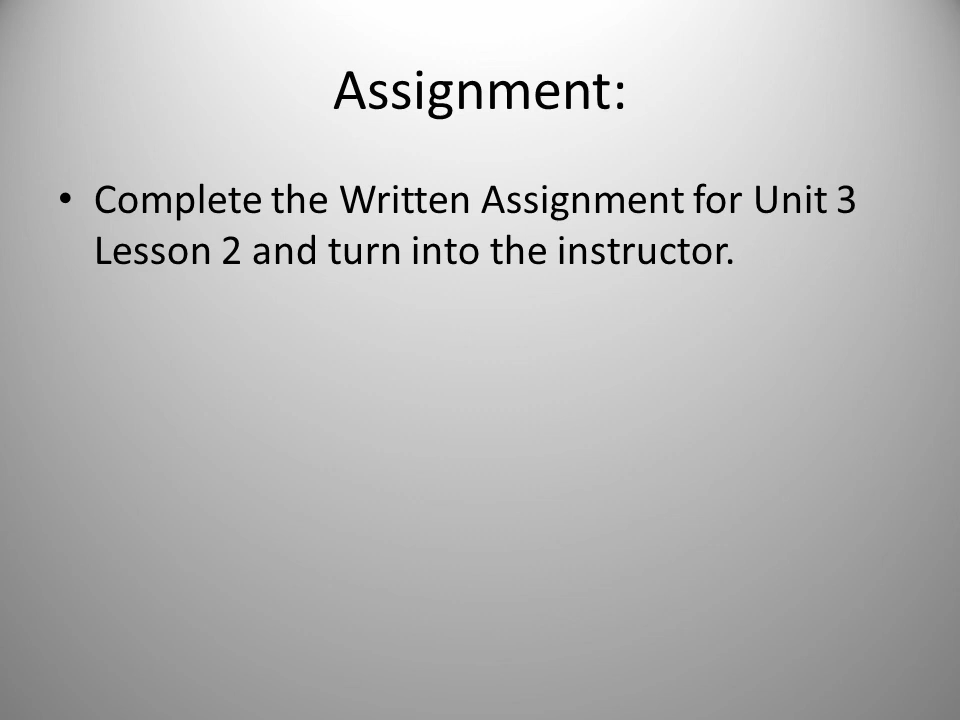 Assignment:
• Complete the Written Assignment for Unit 3
Lesson 2 and turn into the instructor.